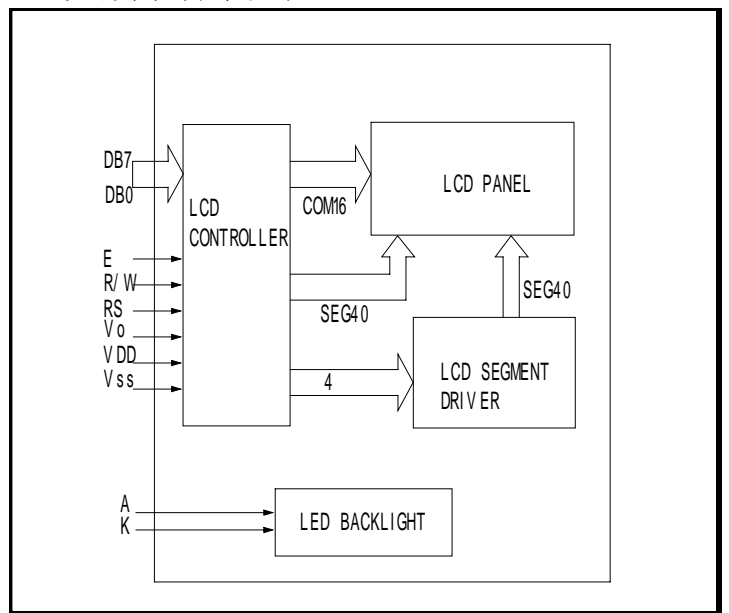 DB7
DB0
LCD
CONTROLLER
COM16
LCD PANEL
E
R/W
RS
Vo
VDD
Vss
SEG40
SEG40
4
LCD SEGMENT
DRIVER
A
K
LED BACKLIGHT